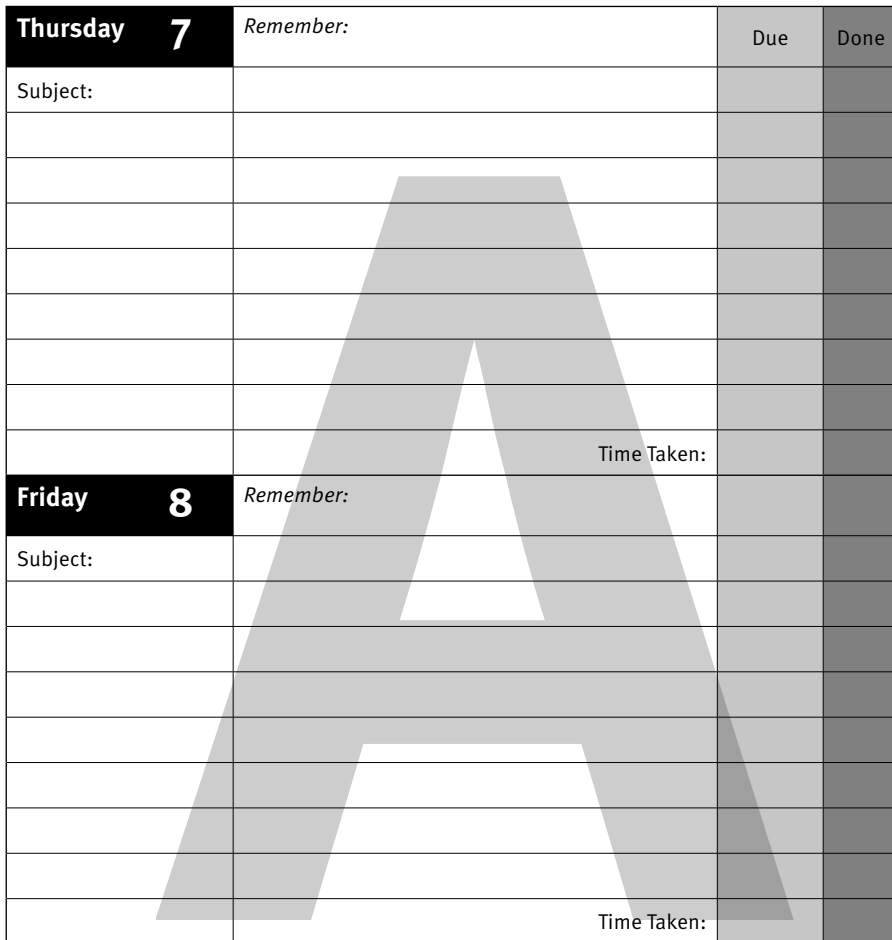 Thursday 7 Remember: Due Done
Subject:
A
Time Taken:
Friday 8 Remember:
Subject:
Time Taken: